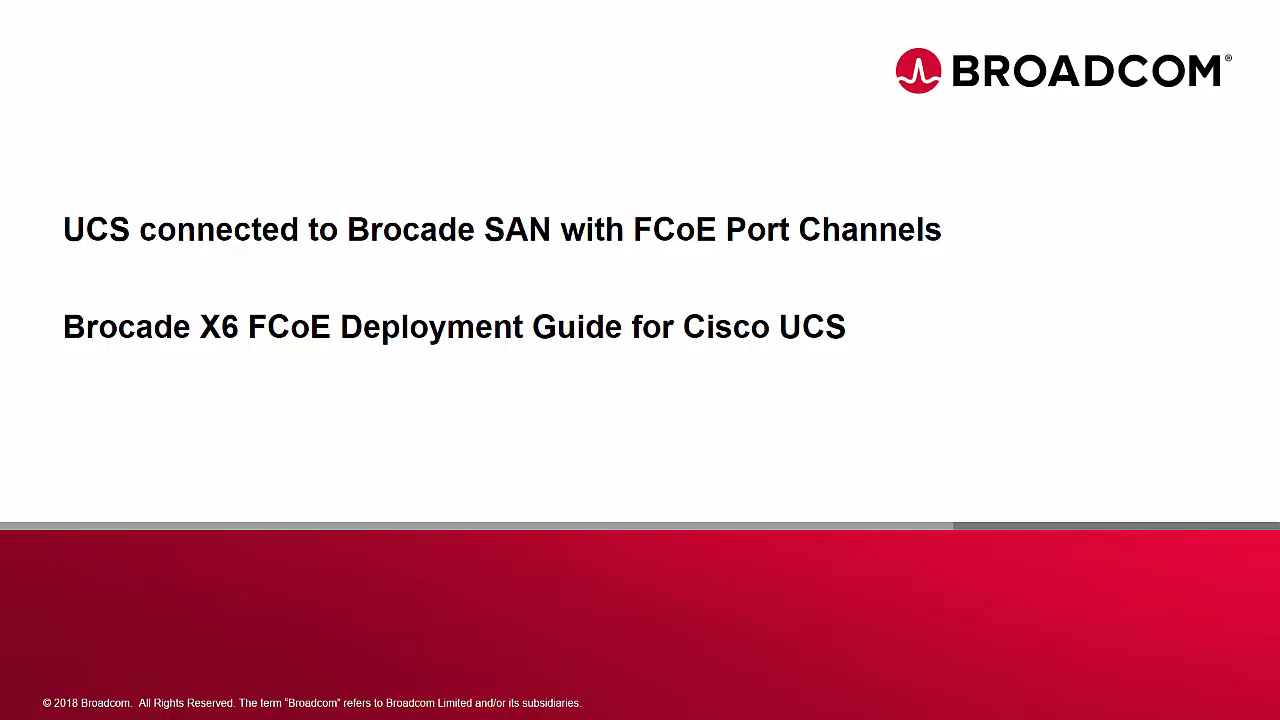 BROADCOM®
UCS connected to Brocade SAN with FCoE Port Channels
Brocade X6 FCoE Deployment Guide for Cisco UCS
© 2018 Broadcom. All Rights Reserved. The term “Broadcom” refers to Broadcom Limited and/or its subsidiaries.